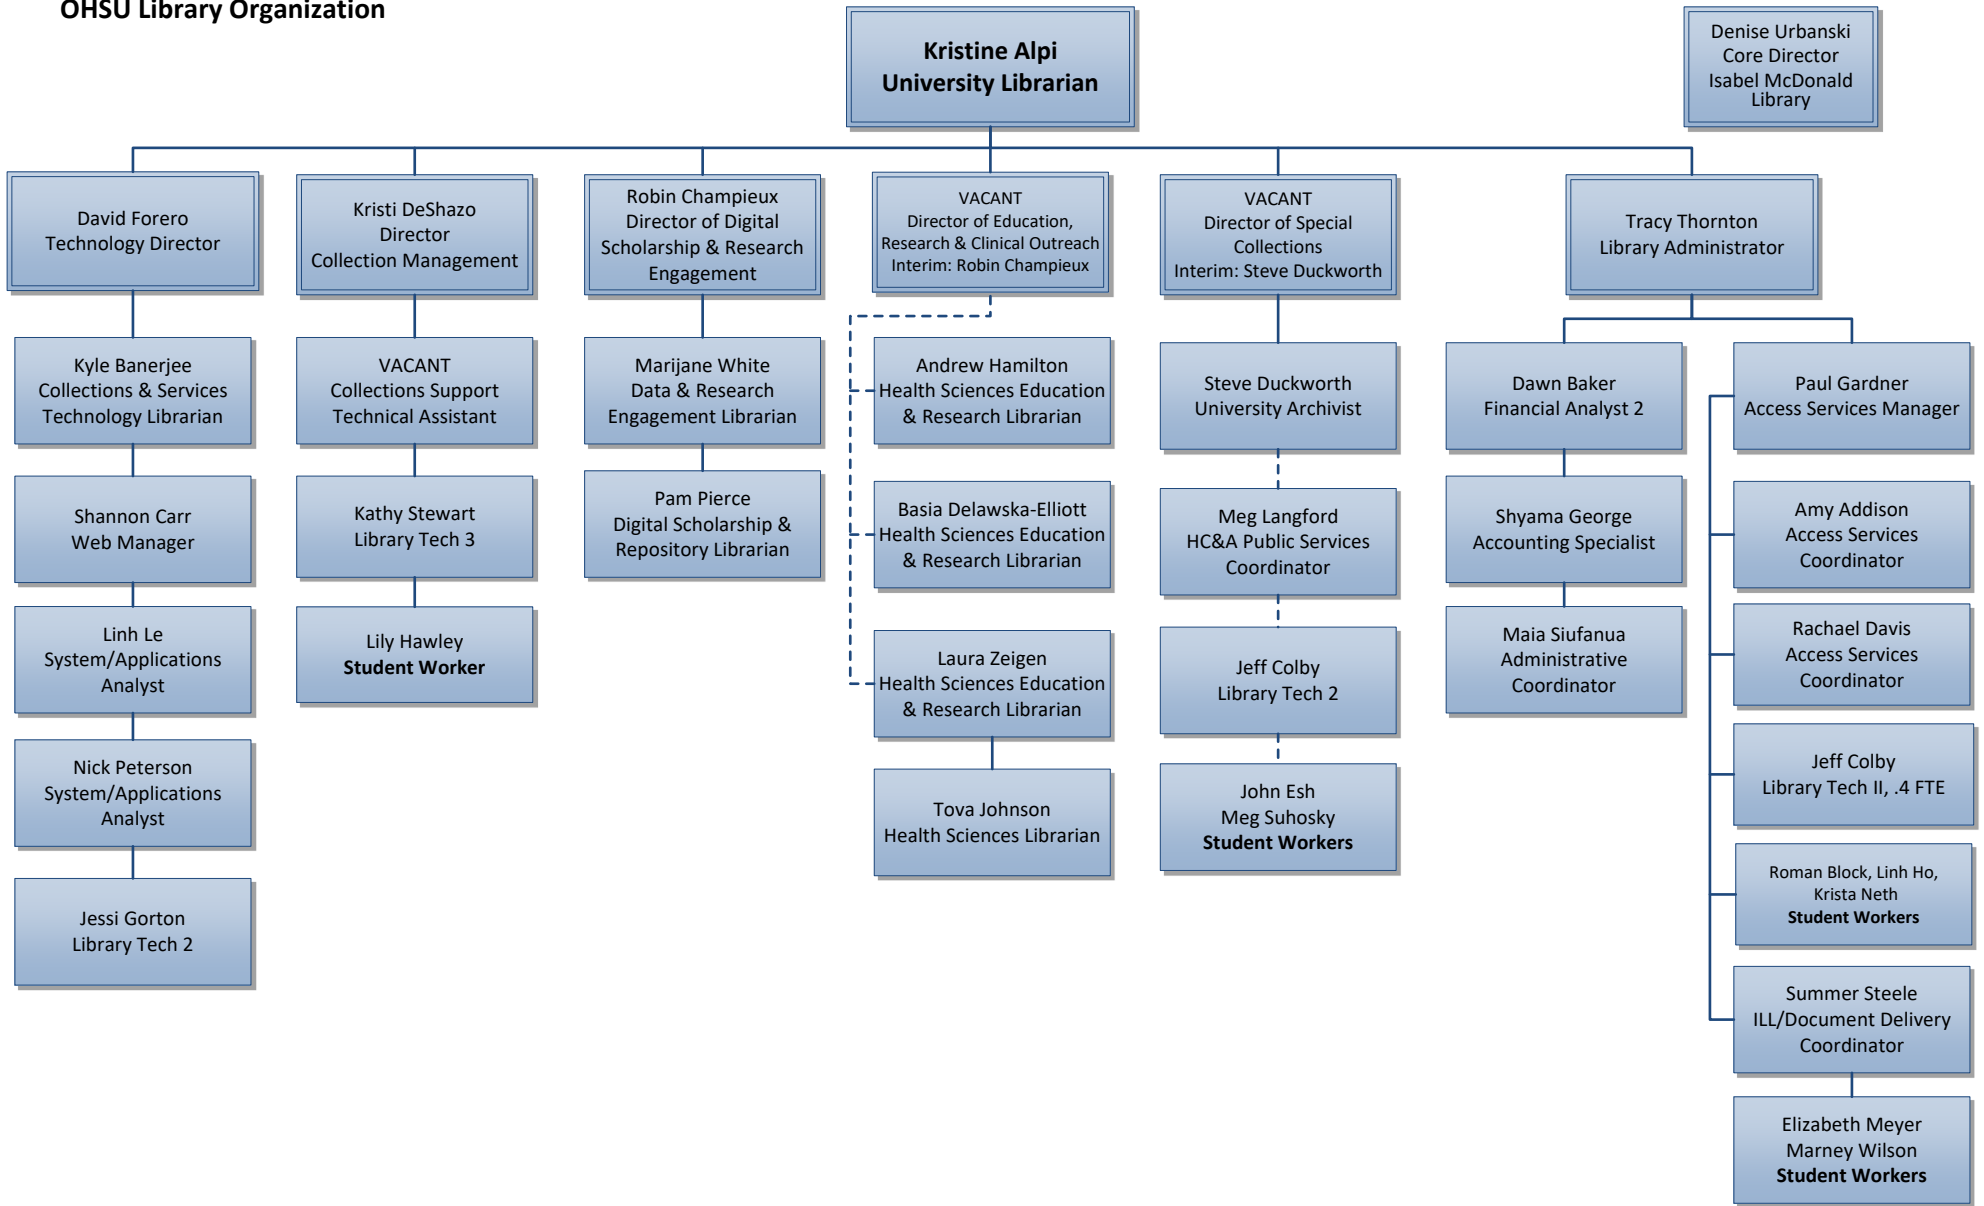 OHSU Library Organization
Kristine Alpi
University Librarian
Denise Urbanski
Core Director
Isabel McDonald
Library
David Forero
Technology Director
Kristi DeShazo
Director
Collection Management
Robin Champieux
Director of Digital
Scholarship & Research
Engagement
VACANT
Director of Education,
Research & Clinical Outreach
Interim: Robin Champieux
VACANT
Director of Special
Collections
Interim: Steve Duckworth
Tracy Thornton
Library Administrator
Kyle Banerjee
Collections & Services
Technology Librarian
Shannon Carr
Web Manager
Linh Le
System/Applications
Analyst
Nick Peterson
System/Applications
Analyst
Jessi Gorton
Library Tech 2
VACANT
Collections Support
Technical Assistant
Kathy Stewart
Library Tech 3
Lily Hawley
Student Worker
Marijane White
Data & Research
Engagement Librarian
Pam Pierce
Digital Scholarship &
Repository Librarian
Andrew Hamilton
Health Sciences Education
& Research Librarian
Basia Delawska-Elliott
Health Sciences Education
& Research Librarian
Laura Zeigen
Health Sciences Education
& Research Librarian
Tova Johnson
Health Sciences Librarian
Steve Duckworth
University Archivist
Meg Langford
HC&A Public Services
Coordinator
Jeff Colby
Library Tech 2
John Esh
Meg Suhosky
Student Workers
Dawn Baker
Financial Analyst 2
Shyama George
Accounting Specialist
Maia Siufanua
Administrative
Coordinator
Paul Gardner
Access Services Manager
Amy Addison
Access Services
Coordinator
Rachael Davis
Access Services
Coordinator
Jeff Colby
Library Tech II, .4 FTE
Roman Block, Linh Ho,
Krista Neth
Student Workers
Summer Steele
ILL/Document Delivery
Coordinator
Elizabeth Meyer
Marney Wilson
Student Workers